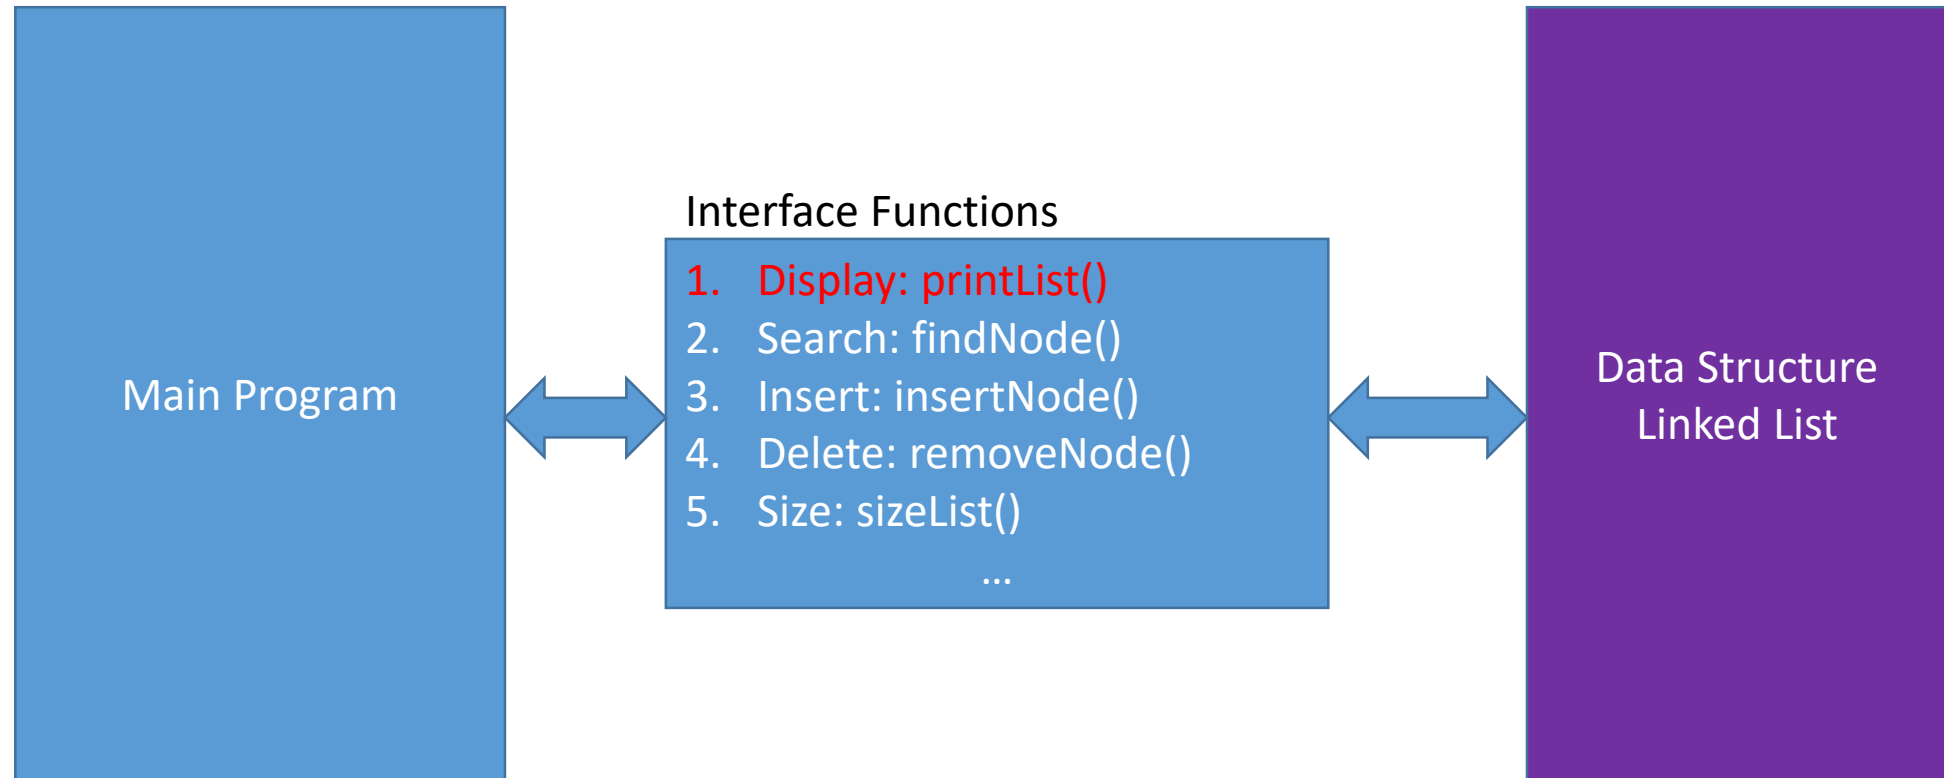 Main Program
Interface Functions
1. Display: printList()
2. Search: findNode()
3. Insert: insertNode()
4. Delete: removeNode()
5. Size: sizeList()
...
Data Structure
Linked List